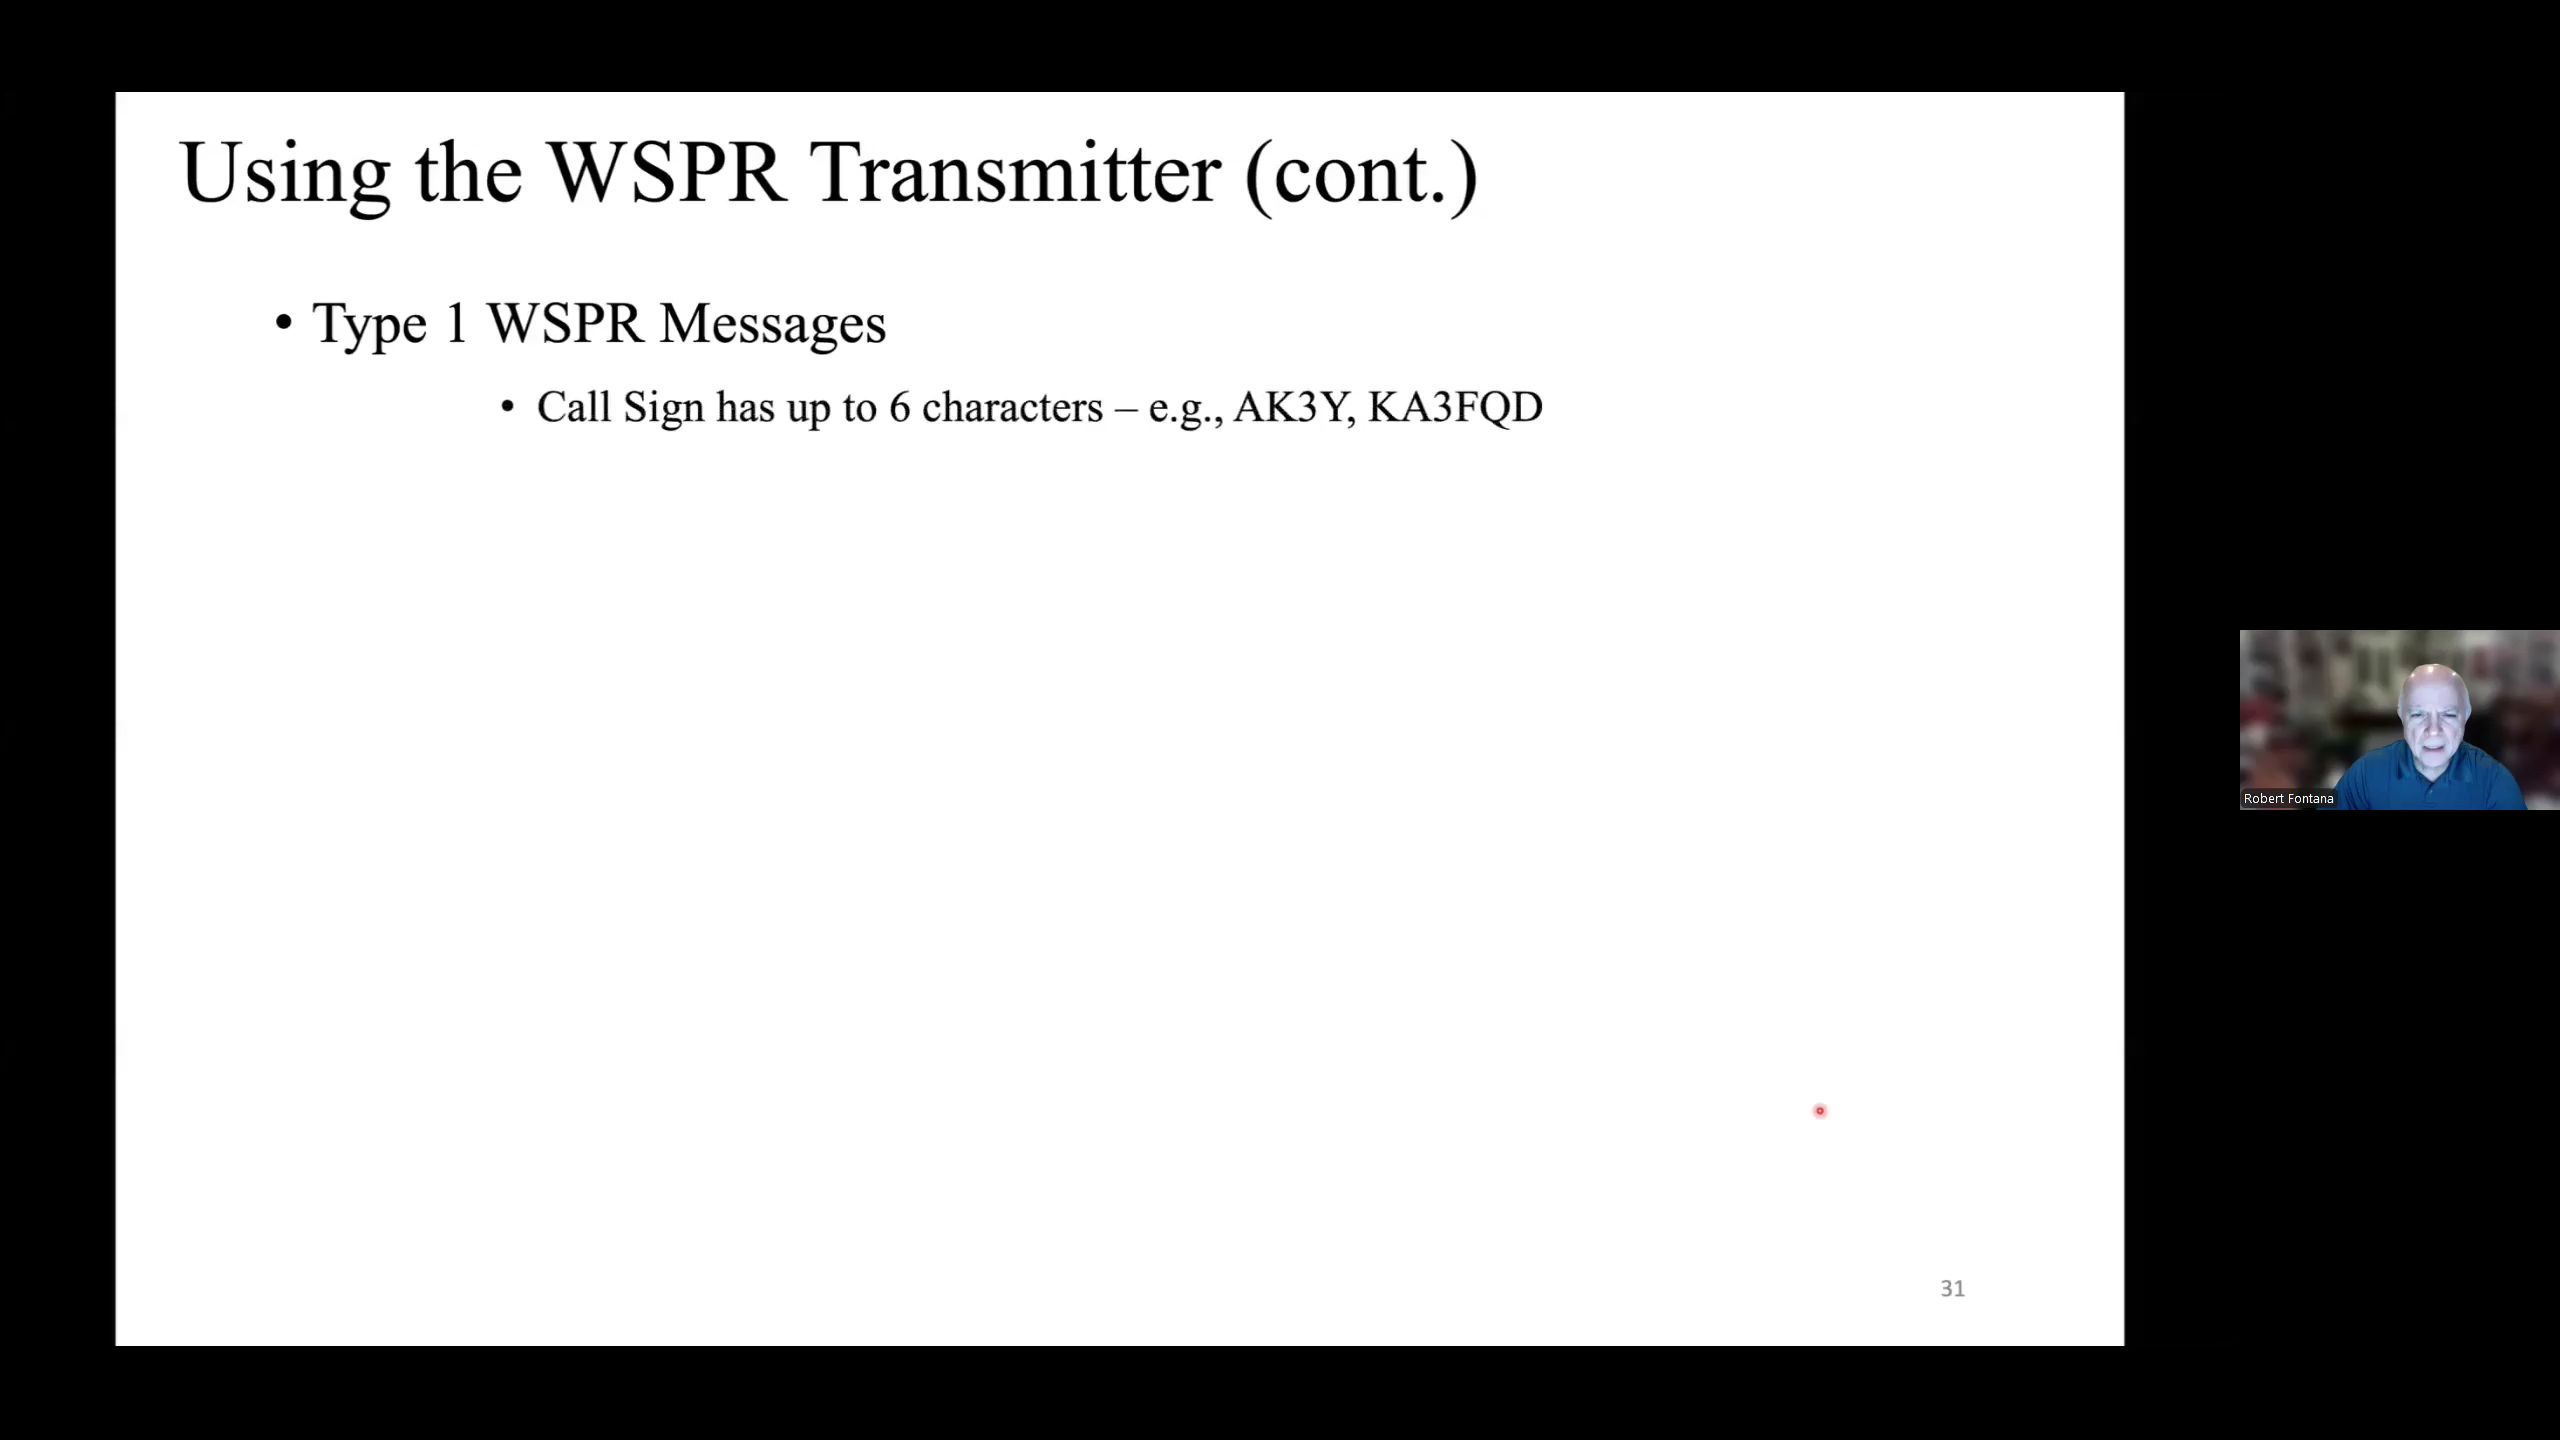 Using the WSPR Transmitter (cont.)
• Type 1 WSPR Messages
• Call Sign has up to 6 characters – e.g., AK3Y, KA3FQD
Robert Fontana
31